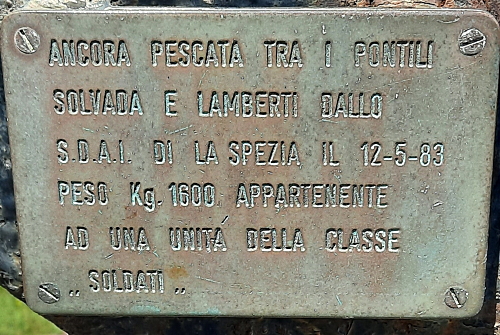 ANCORA PESCATA TRA I PONTILI
SOLVADA E LAMBERTI DALLO
S.D.A.I. DI LA SPEZIA IL 12-5-83
PESO Kg. 1600 APPARTENENTE
AD UNA UNITA DELLA CLASSE
„ SOLDATI „